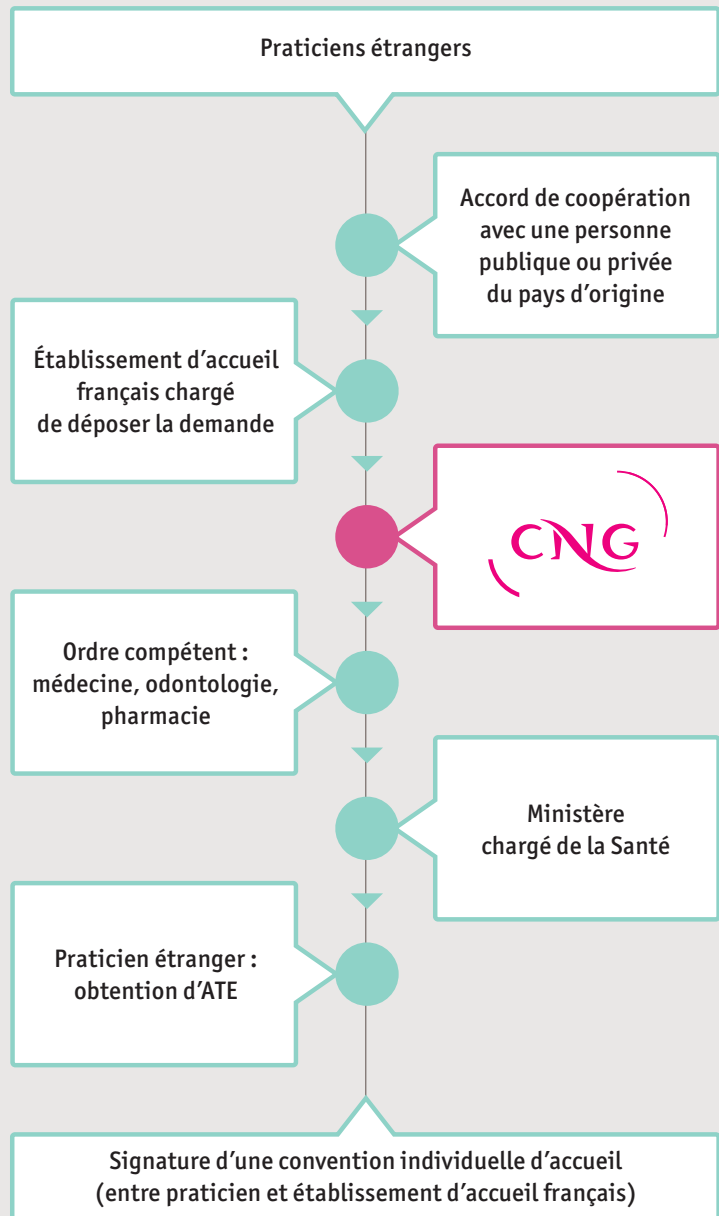 Praticiens étrangers
Accord de coopération
avec une personne
publique ou privée
du pays d'origine
Établissement d'accueil
français chargé
de déposer la demande
CNG
Ordre compétent :
médecine, odontologie,
pharmacie
Ministère
chargé de la Santé
Praticien étranger :
obtention d'ATE
Signature d'une convention individuelle d'accueil
(entre praticien et établissement d'accueil français)